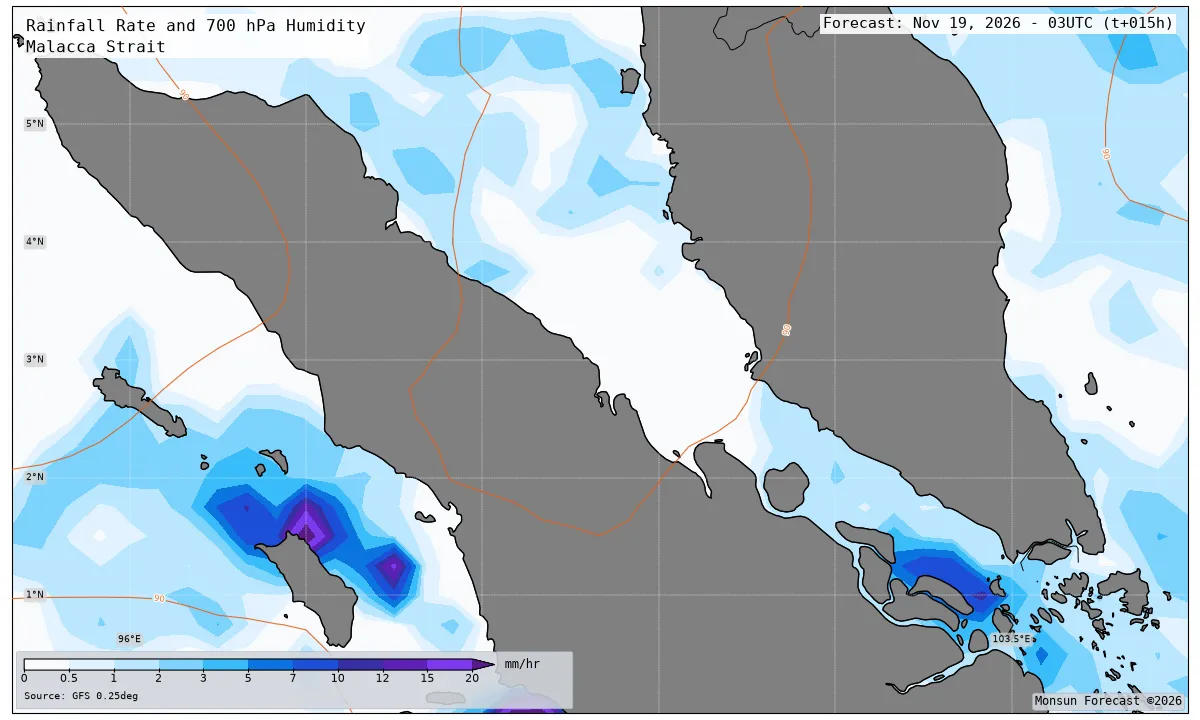 Rainfall Rate and 700 hPa Humidity
Malacca Strait
Forecast: Nov 19, 2026 - 03UTC (t+015h)
90
90
5°N
4°N
90
3°N
2°N
1°N
90
96°E
103.5°E
0 0.5 1 2 3 5 7 10 12 15 20 mm/hr
Source: GFS 0.25deg
Monsun Forecast ©2026